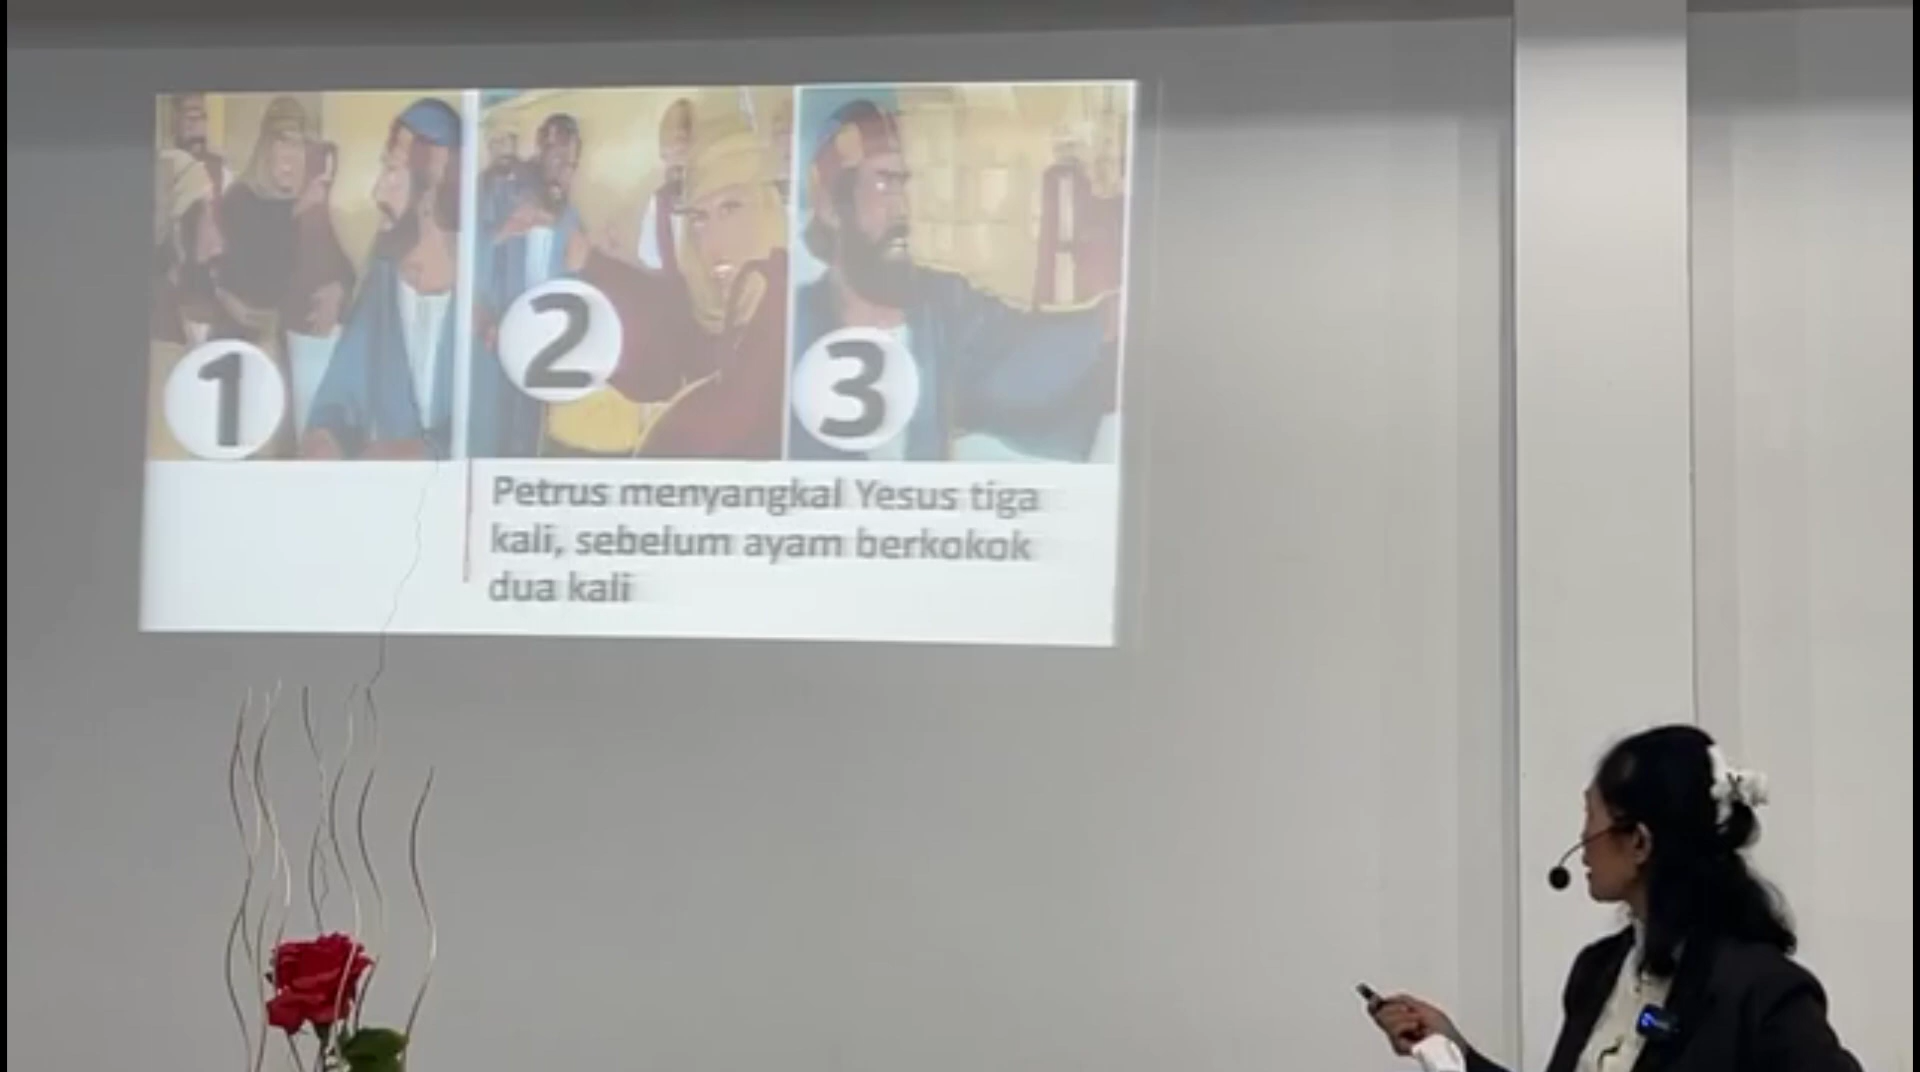 1
2
3
Petrus menyangkal Yesus tiga
kali, sebelum ayam berkokok
dua kali